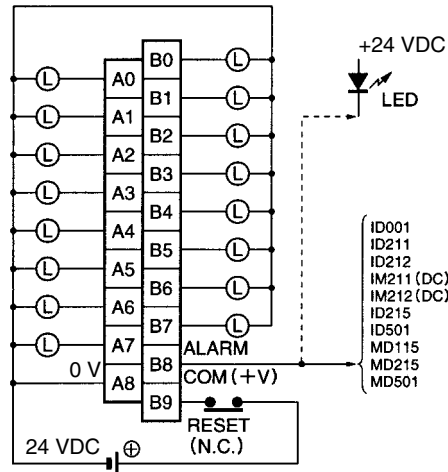 B0
L
+24 VDC
L
A0
B1
L
LED
L
A1
B2
L
L
A2
B3
L
L
A3
B4
L
L
A4
B5
L
L
A5
B6
L
L
A6
B7
L
L
A7
ALARM
0 V
A8
B8
COM (+V)
B9
RESET
(N.C.)
24 VDC
⊕
ID001
ID211
ID212
IM211 (DC)
IM212 (DC)
ID215
ID501
MD115
MD215
MD501